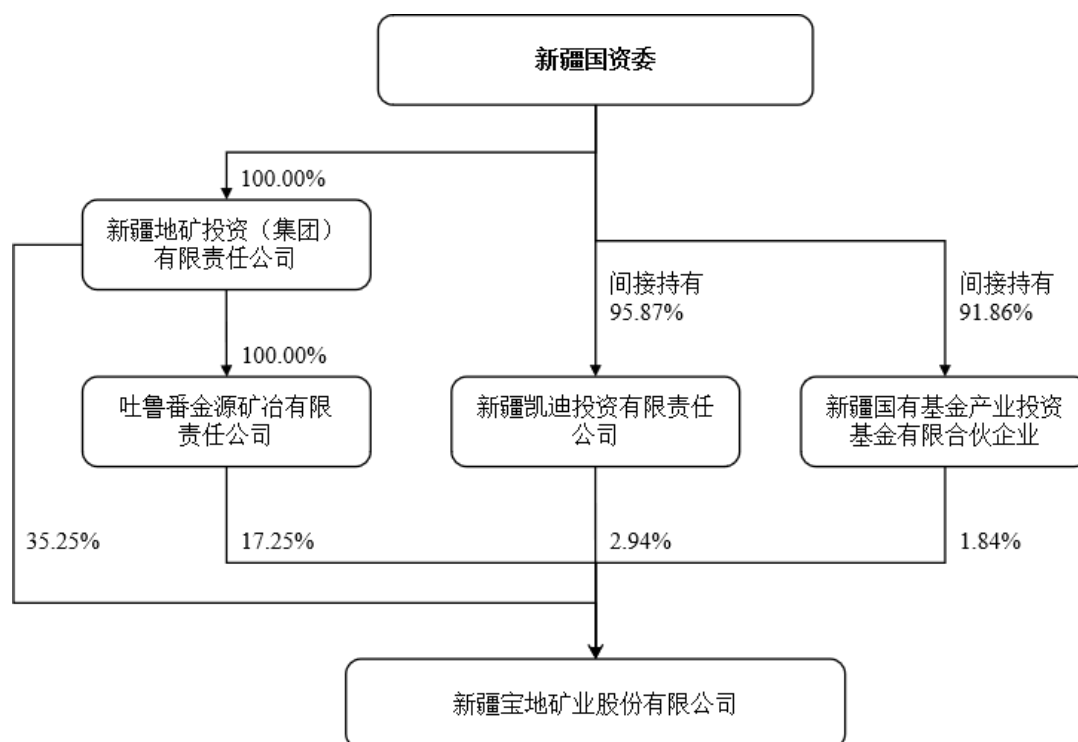 新疆国资委
100.00%
新疆地矿投资（集团）
有限责任公司
间接持有
95.87%
间接持有
91.86%
100.00%
吐鲁番金源矿冶有限
责任公司
新疆凯迪投资有限责任
公司
新疆国有基金产业投资
基金有限合伙企业
35.25%
17.25%
2.94%
1.84%
新疆宝地矿业股份有限公司